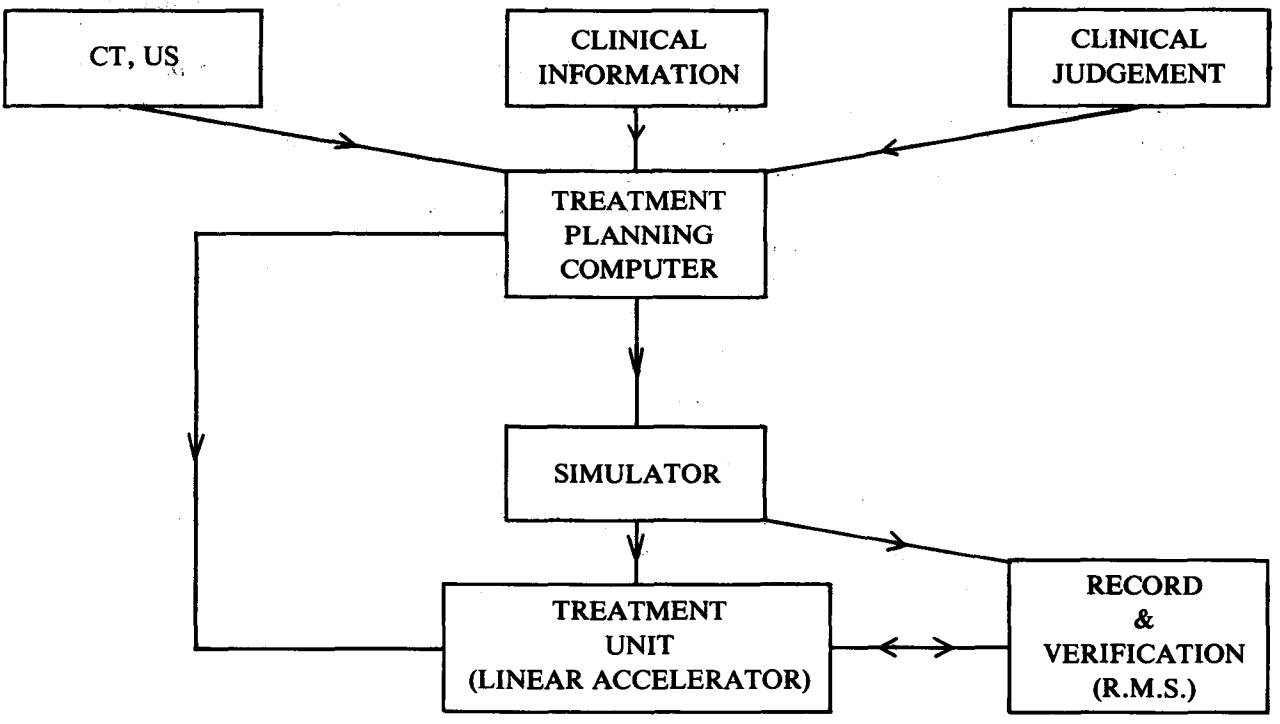 CT, US
CLINICAL
INFORMATION
CLINICAL
JUDGEMENT
TREATMENT
PLANNING
COMPUTER
SIMULATOR
TREATMENT
UNIT
(LINEAR ACCELERATOR)
RECORD
&
VERIFICATION
(R.M.S.)